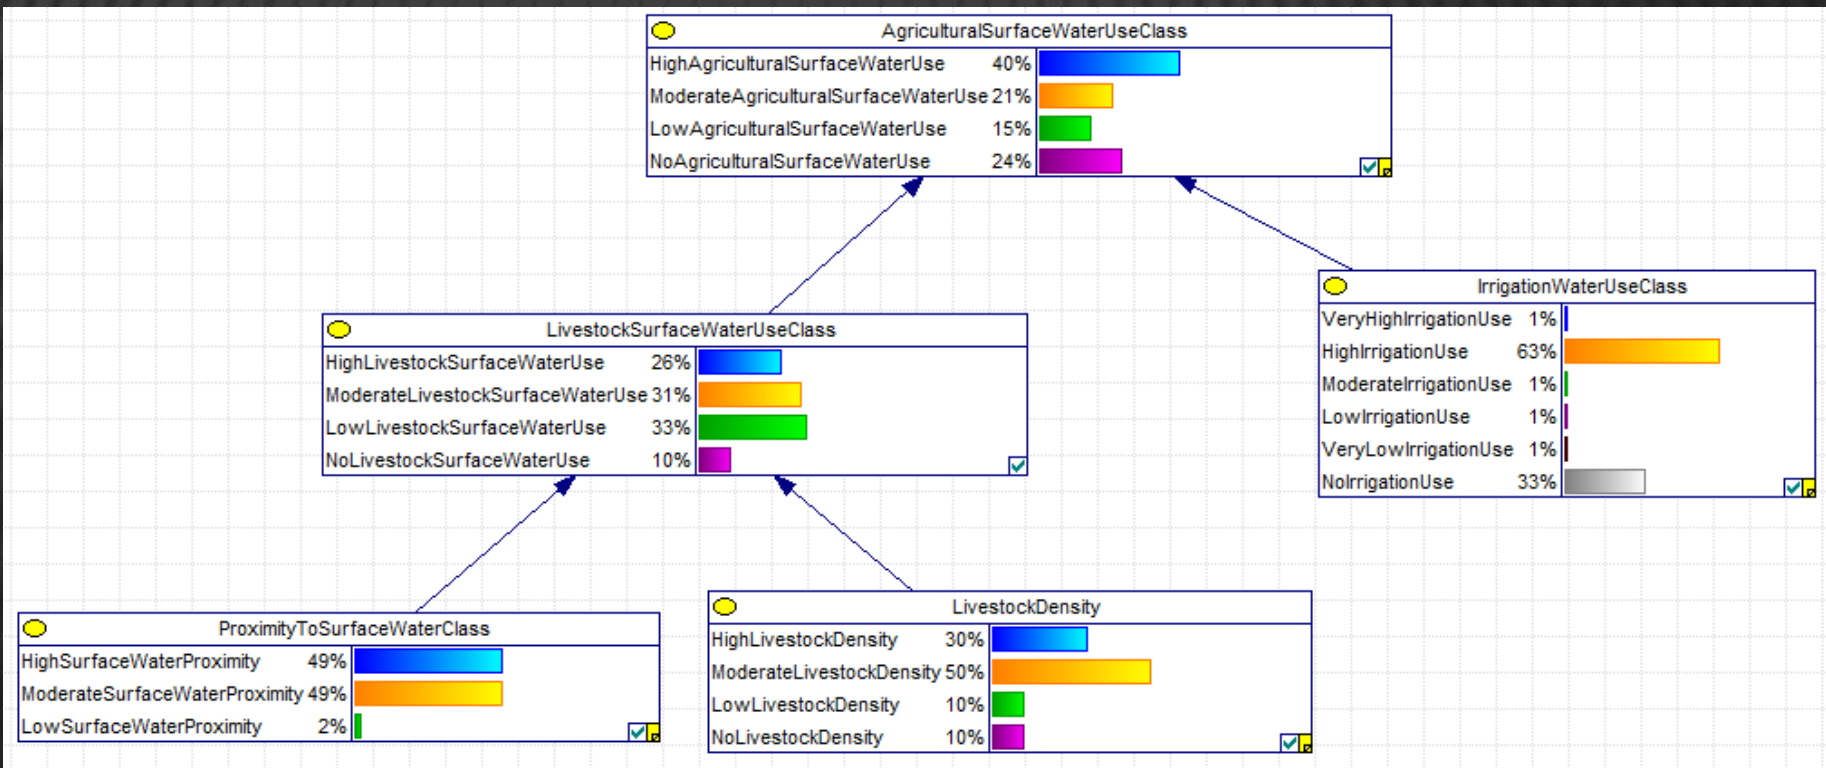 AgriculturalSurfaceWaterUseClass
HighAgriculturalSurfaceWaterUse 40%
ModerateAgriculturalSurfaceWaterUse 21%
LowAgriculturalSurfaceWaterUse 15%
NoAgriculturalSurfaceWaterUse 24%
LivestockSurfaceWaterUseClass
HighLivestockSurfaceWaterUse 26%
ModerateLivestockSurfaceWaterUse 31%
LowLivestockSurfaceWaterUse 33%
NoLivestockSurfaceWaterUse 10%
IrrigationWaterUseClass
VeryHighIrrigationUse 1%
HighIrrigationUse 63%
ModerateIrrigationUse 1%
LowIrrigationUse 1%
VeryLowIrrigationUse 1%
NoIrrigationUse 33%
ProximityToSurfaceWaterClass
HighSurfaceWaterProximity 49%
ModerateSurfaceWaterProximity 49%
LowSurfaceWaterProximity 2%
LivestockDensity
HighLivestockDensity 30%
ModerateLivestockDensity 50%
LowLivestockDensity 10%
NoLivestockDensity 10%